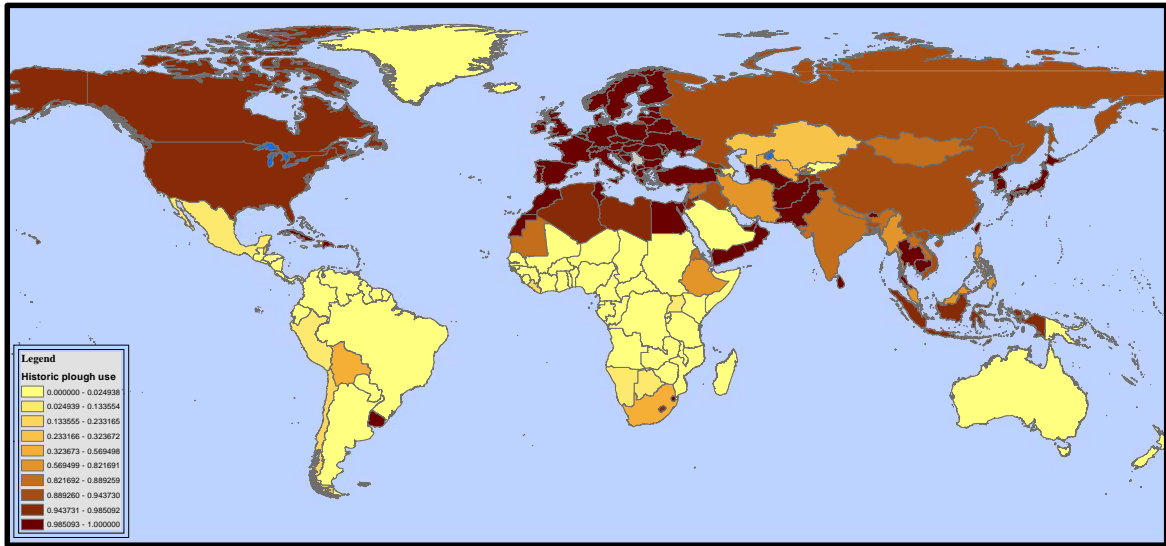 Legend
Historic plough use
0.000000 - 0.024938
0.024939 - 0.133554
0.133555 - 0.233165
0.233166 - 0.323672
0.323673 - 0.569498
0.569499 - 0.821691
0.821692 - 0.889259
0.889260 - 0.943730
0.943731 - 0.985092
0.985093 - 1.000000